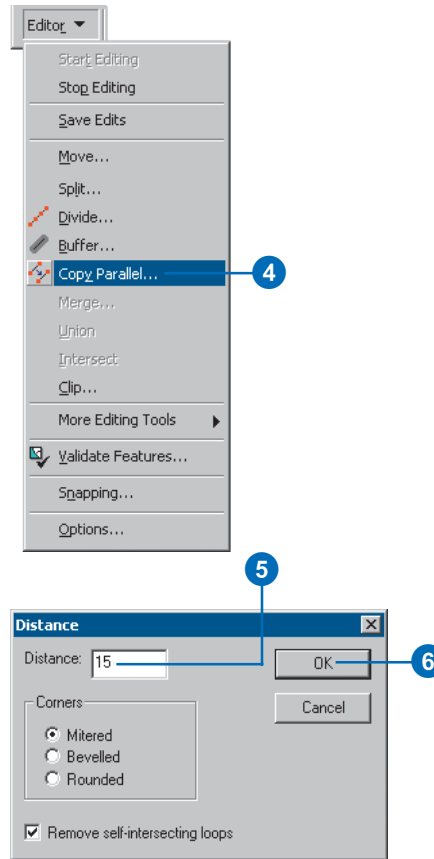 Editor
Start Editing
Stop Editing
Save Edits
Move...
Split...
Divide...
Buffer...
Copy Parallel...
4
Merge...
Union
Intersect
Clip...
More Editing Tools
Validate Features...
Snapping...
Options...
5
Distance
Distance: 15
OK
6
Corners
Cancel
Mitered
Bevelled
Rounded
Remove self-intersecting loops